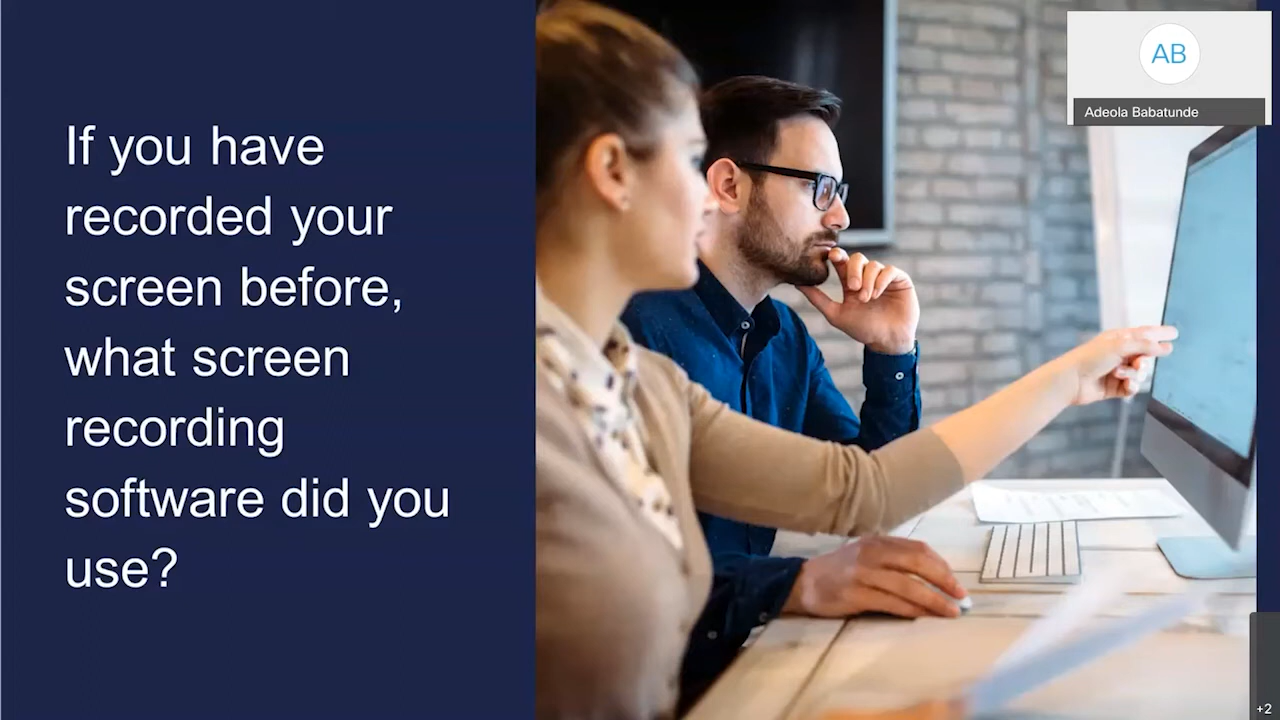 If you have
recorded your
screen before,
what screen
recording
software did you
use?
AB
Adeola Babatunde
+2